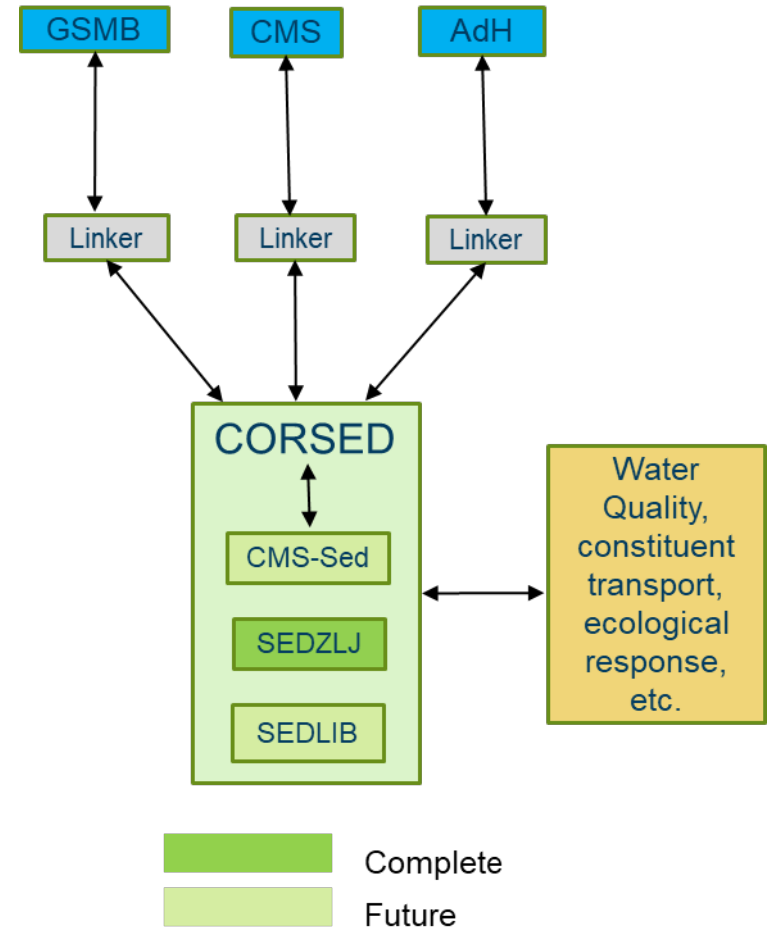 GSMB
CMS
AdH
Linker
Linker
Linker
CORSED
CMS-Sed
SEDZLJ
SEDLIB
Water
Quality,
constituent
transport,
ecological
response,
etc.
Complete
Future